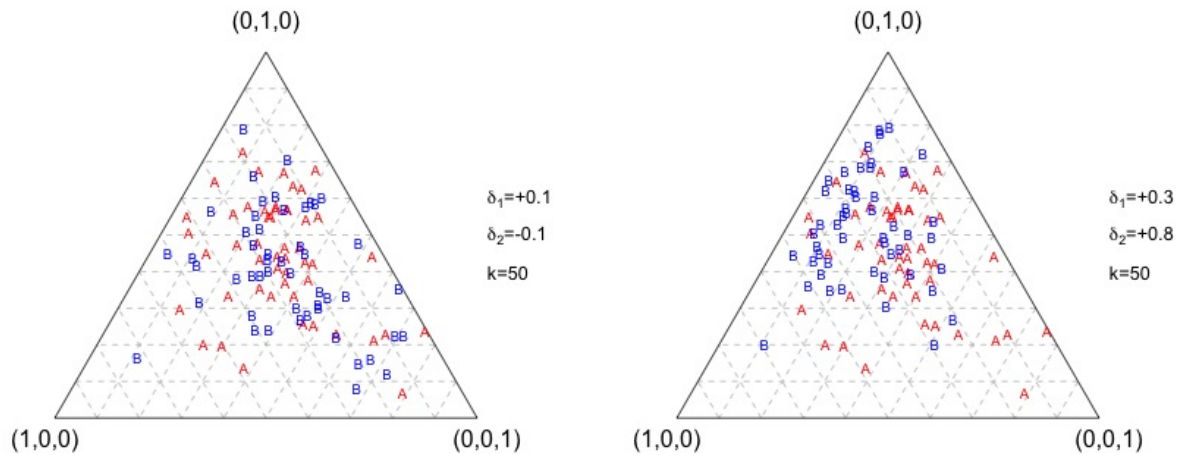 (0,1,0)
δ1=+0.1
δ2=-0.1
k=50
(1,0,0)
(0,0,1)
(0,1,0)
δ1=+0.3
δ2=+0.8
k=50
(1,0,0)
(0,0,1)